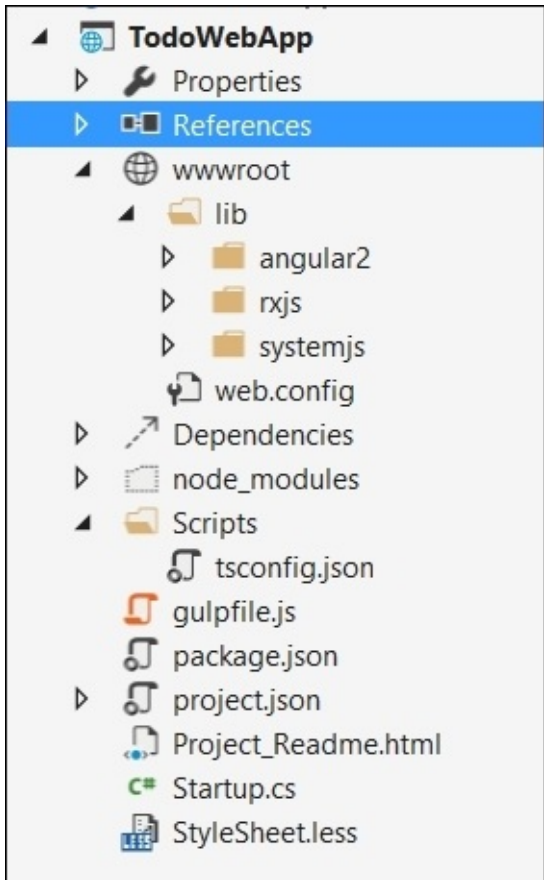 TodoWebApp
Properties
References
wwwroot
lib
angular2
rxjs
systemjs
web.config
Dependencies
node_modules
Scripts
tsconfig.json
gulpfile.js
package.json
project.json
Project_Readme.html
C# Startup.cs
StyleSheet.less